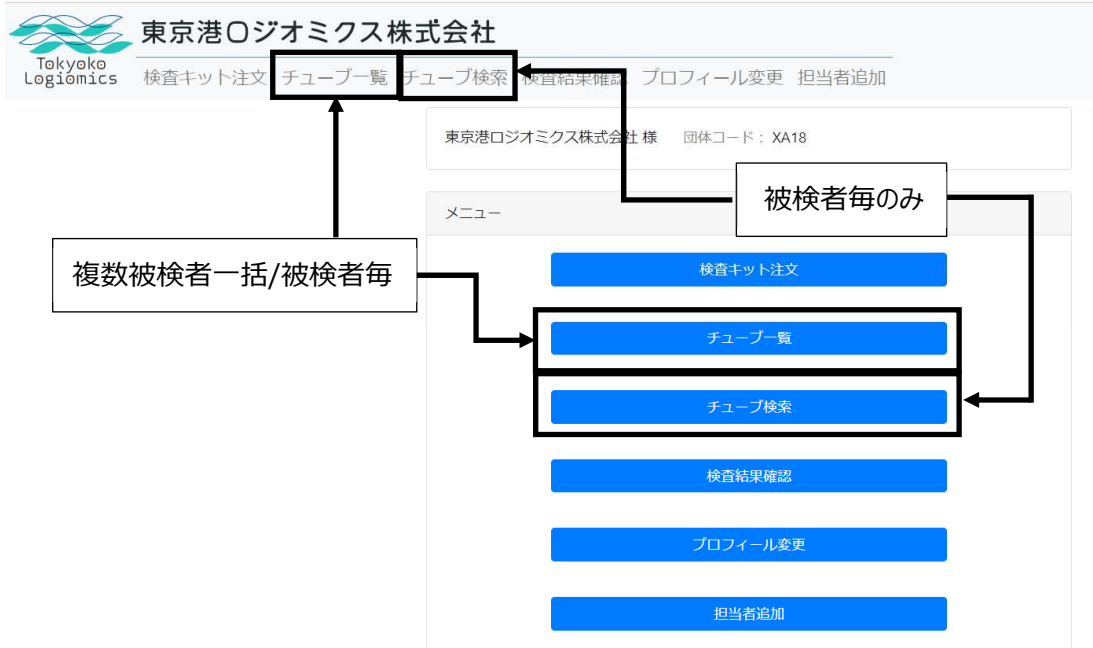 東京港ロジオミクス株式会社
Tokyoko
Logiomics
検査キット注文 チューブ一覧 チューブ検索 検査結果確認 プロフィール変更 担当者追加
東京港ロジオミクス株式会社 様 団体コード： XA18
被検者毎のみ
メニュー
複数被検者一括/被検者毎
検査キット注文
チューブ一覧
チューブ検索
検査結果確認
プロフィール変更
担当者追加